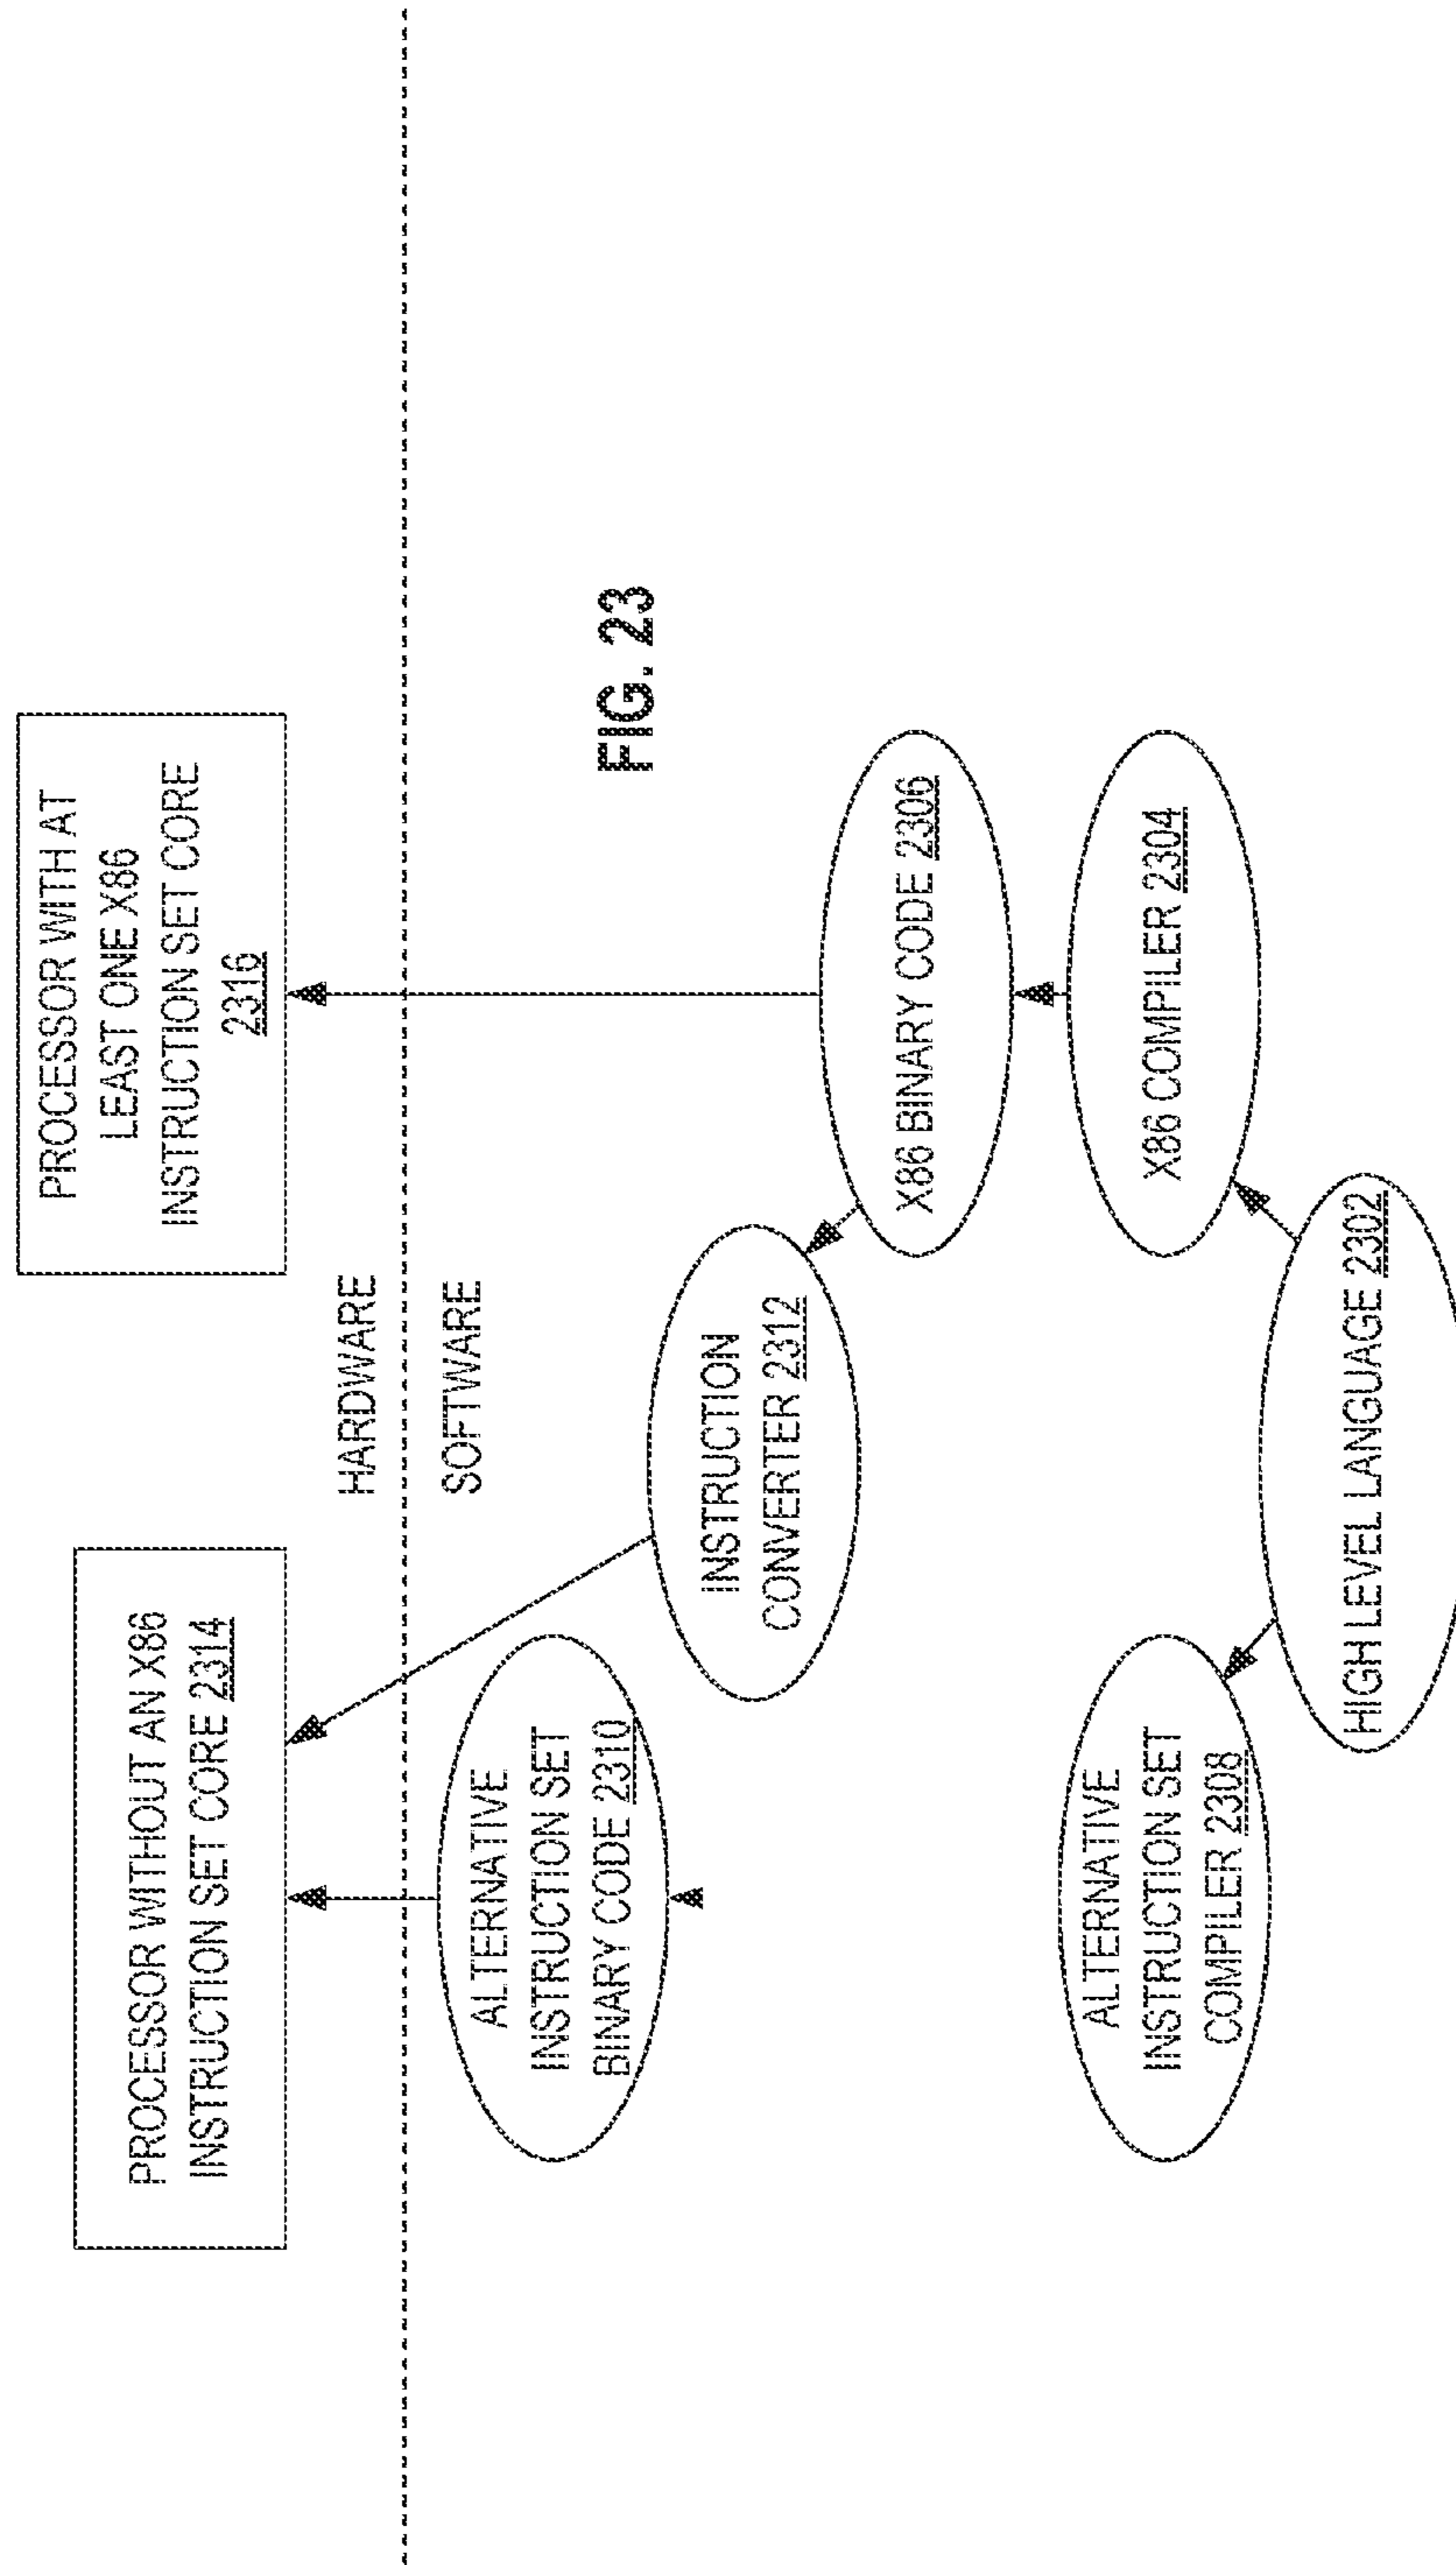 PROCESSOR WITHOUT AN X86
INSTRUCTION SET CORE 2314
PROCESSOR WITH AT
LEAST ONE X86
INSTRUCTION SET CORE
2316
HARDWARE
SOFTWARE
ALTERNATIVE
INSTRUCTION SET
BINARY CODE 2310
FIG. 23
INSTRUCTION
CONVERTER 2312
X86 BINARY CODE 2306
ALTERNATIVE
INSTRUCTION SET
COMPILER 2308
X86 COMPILER 2304
HIGH LEVEL LANGUAGE 2302